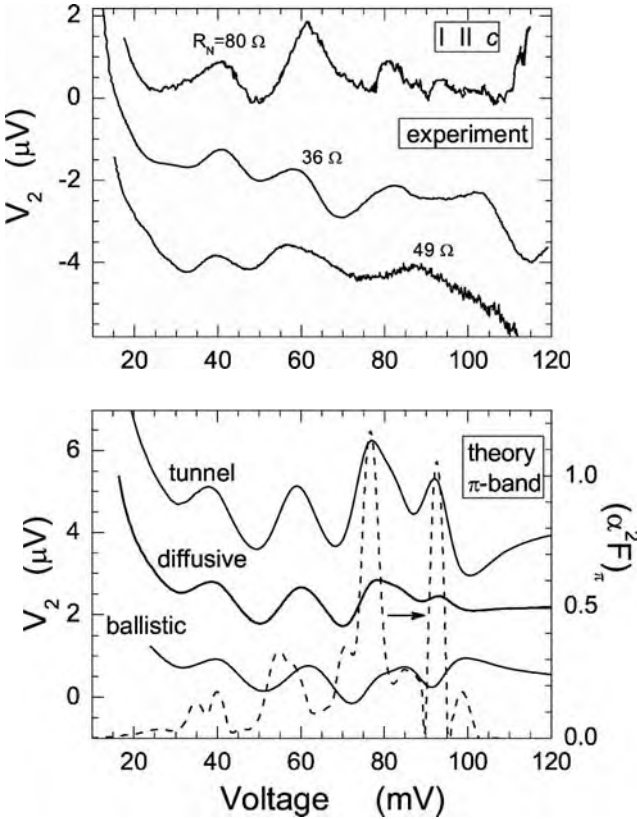 2
R_N=80 Ω
I II c
0
experiment
V_2 (μV)
-2
36 Ω
-4
49 Ω
20 40 60 80 100 120
6
theory
π-band
tunnel
1.0
4
diffusive
V_2 (μV)
(α²F)_π
2
0.5
ballistic
0
0.0
20 40 60 80 100 120
Voltage (mV)